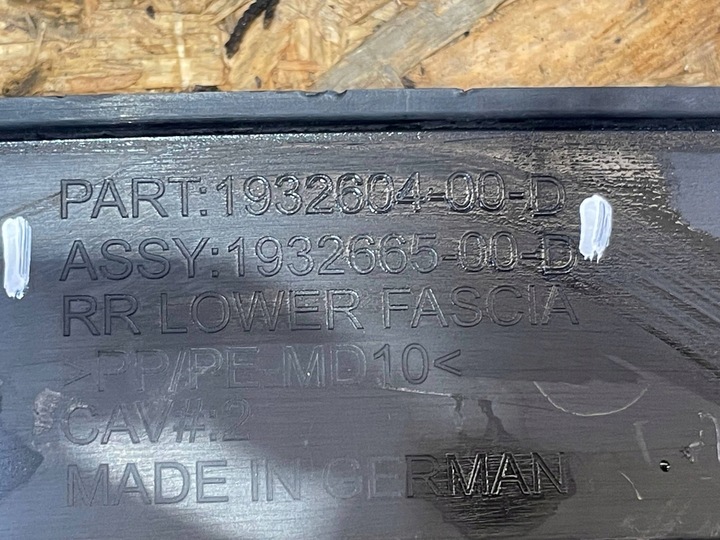 PART:1932604-00-D
ASSY:1932665-00-D
RR LOWER FASCIA
>PP/PE-MD10<
CAV#:2
MADE IN GERMAN